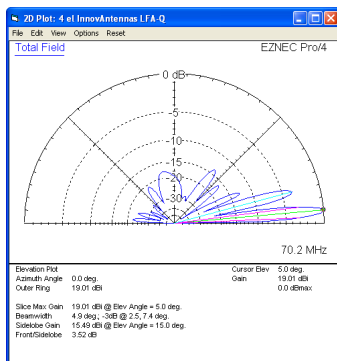 2D Plot: 4 el InnovAntennas LFA-Q
File Edit View Options Reset
Total Field
EZNEC Pro/4
0 dB
-5
-10
-15
-20
-30
70.2 MHz
Elevation Plot
Cursor Elev 5.0 deg.
Azimuth Angle 0.0 deg.
Gain 19.01 dBi
Outer Ring 19.01 dBi
0.0 dBmax
Slice Max Gain 19.01 dBi @ Elev Angle = 5.0 deg.
Beamwidth 4.9 deg.; -3dB @ 2.5, 7.4 deg.
Sidelobe Gain 15.49 dBi @ Elev Angle = 15.0 deg.
Front/Sidelobe 3.52 dB